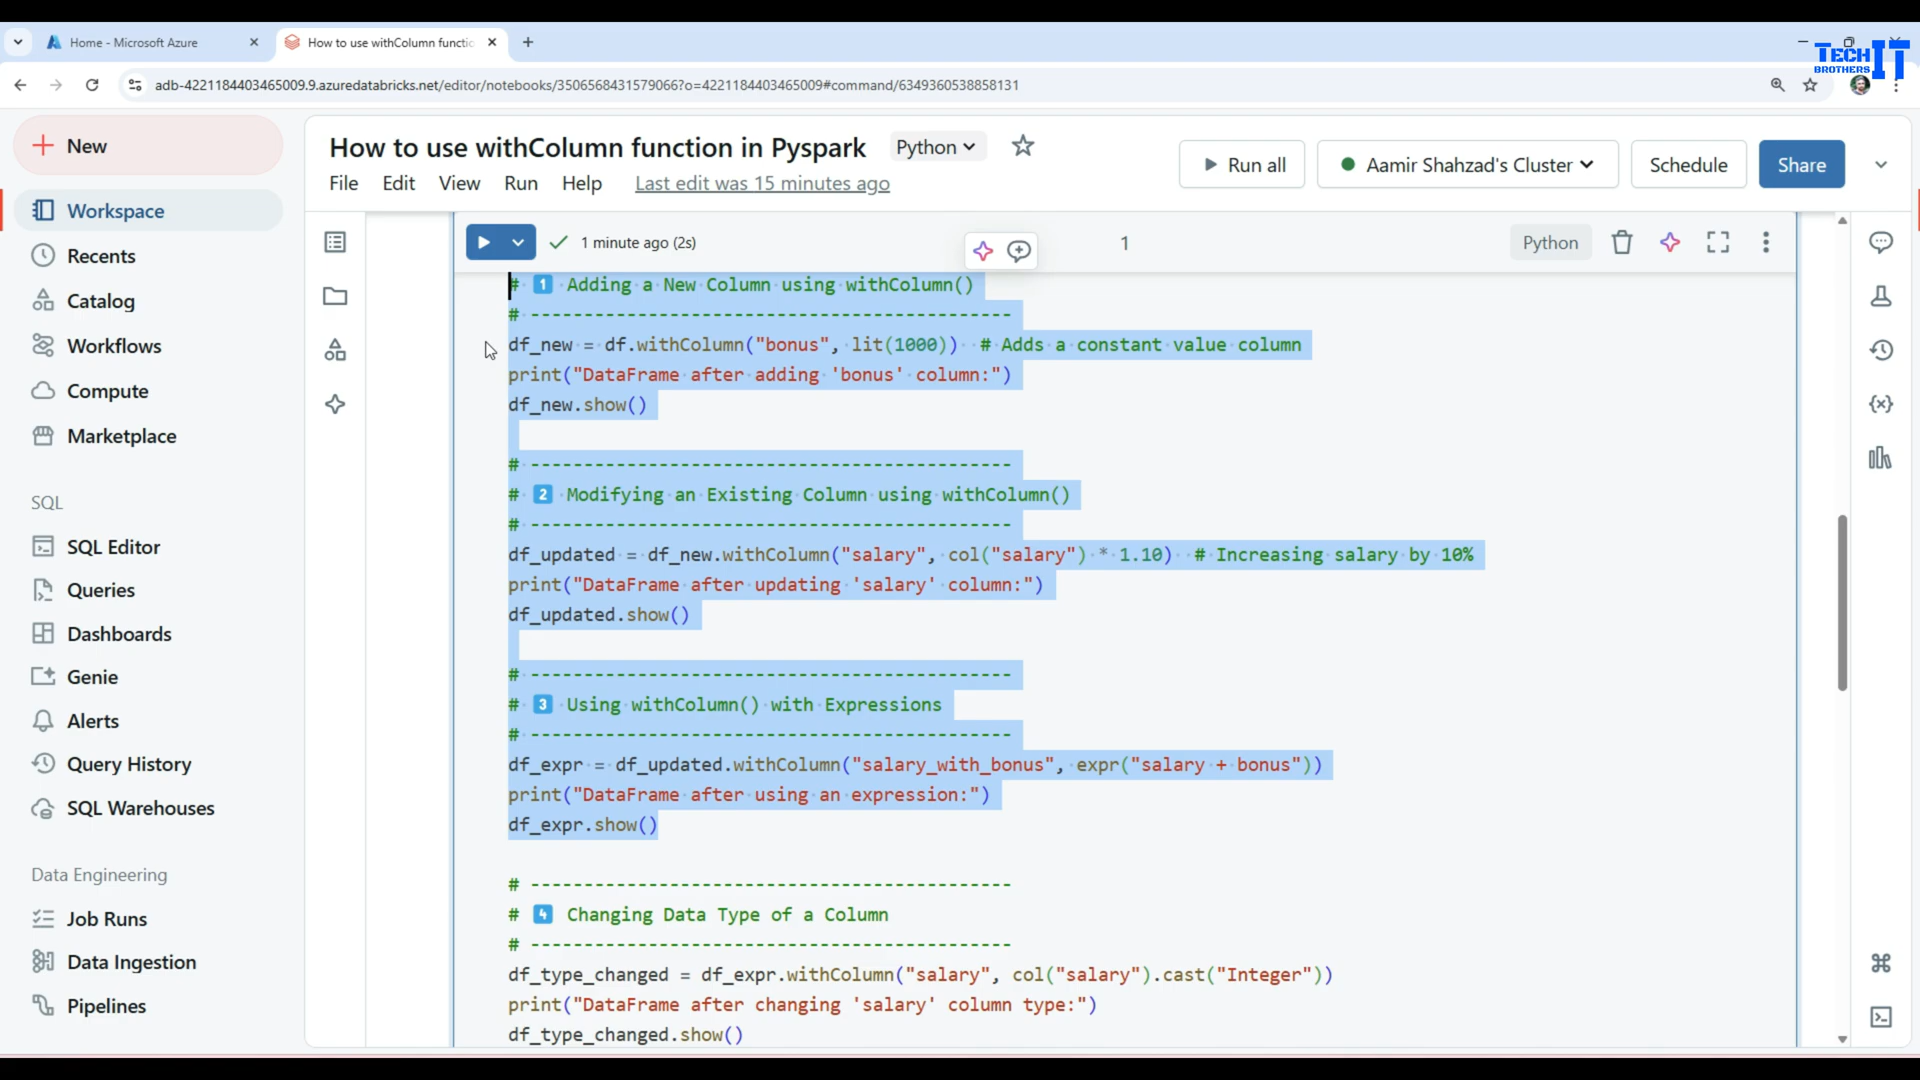 Home - Microsoft Azure
How to use withColumn functic
TECH
BROTHERS
IT
adb-4221184403465009.9.azuredatabricks.net/editor/notebooks/350656843157​9066?o=4221184403465009#command/6349360538858131
New
Workspace
Recents
Catalog
Workflows
Compute
Marketplace
SQL
SQL Editor
Queries
Dashboards
Genie
Alerts
Query History
SQL Warehouses
Data Engineering
Job Runs
Data Ingestion
Pipelines
How to use withColumn function in Pyspark
Python
File Edit View Run Help Last edit was 15 minutes ago
Run all
Aamir Shahzad's Cluster
Schedule
Share
1 minute ago (2s)
1
Python
# 1 Adding a New Column using withColumn()
# ---------------------------------------------
df_new = df.withColumn("bonus", lit(1000))  # Adds a constant value column
print("DataFrame after adding 'bonus' column:")
df_new.show()
# ---------------------------------------------
# 2 Modifying an Existing Column using withColumn()
# ---------------------------------------------
df_updated = df_new.withColumn("salary", col("salary") * 1.10)  # Increasing salary by 10%
print("DataFrame after updating 'salary' column:")
df_updated.show()
# ---------------------------------------------
# 3 Using withColumn() with Expressions
# ---------------------------------------------
df_expr = df_updated.withColumn("salary_with_bonus", expr("salary + bonus"))
print("DataFrame after using an expression:")
df_expr.show()
# ---------------------------------------------
# 4 Changing Data Type of a Column
# ---------------------------------------------
df_type_changed = df_expr.withColumn("salary", col("salary").cast("Integer"))
print("DataFrame after changing 'salary' column type:")
df_type_changed.show()